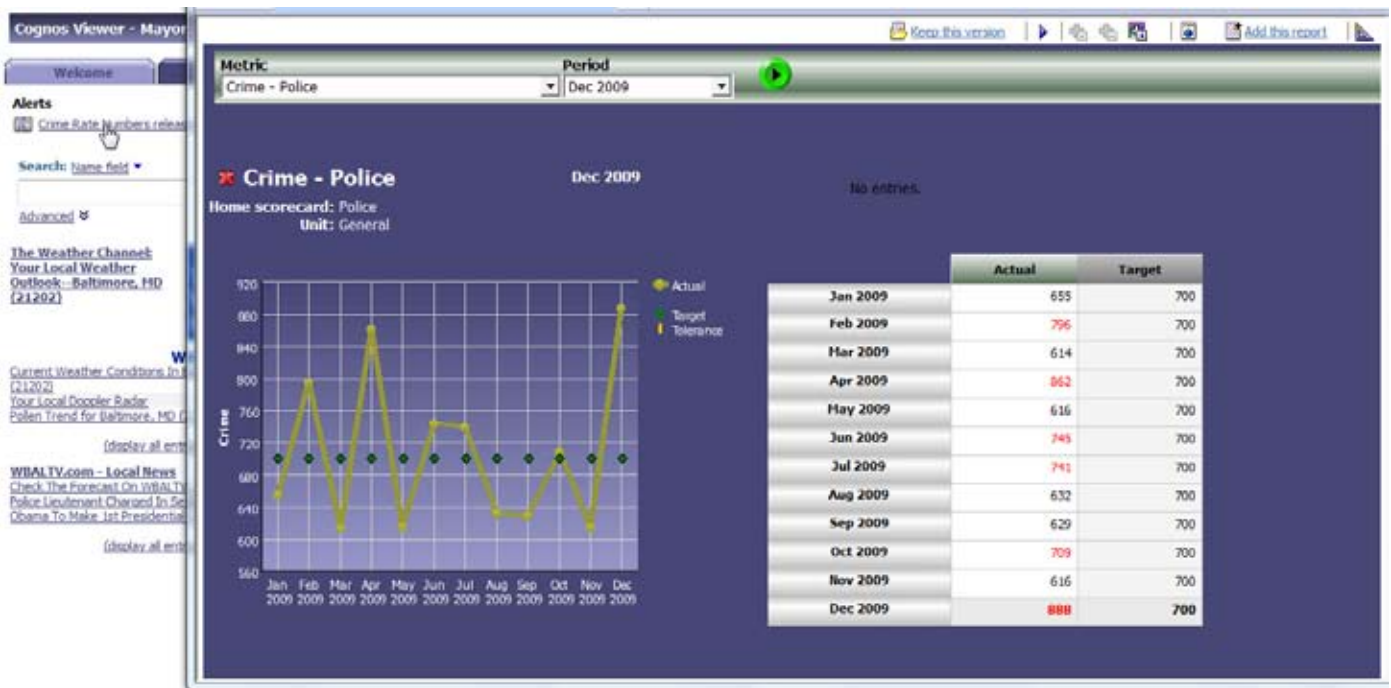 Cognos Viewer - Mayor
Keep this version
Add this report
Welcome
Metric
Period
Crime - Police
Dec 2009
Alerts
Crime Rate Numbers relea
Search: Name field
Advanced
The Weather Channel:
Your Local Weather
Outlook--Baltimore, MD
(21202)
W
Current Weather Conditions In
(21202)
Your Local Doppler Radar
Pollen Trend for Baltimore, MD (
(display all ent
WBALTV.com - Local News
Check The Forecast On WBALT
Police Lieutenant Charged In Se
Obama To Make 1st Presidential
(display all ent
Crime - Police
Dec 2009
No entries.
Home scorecard: Police
Unit: General
920
880
840
800
760
720
680
640
600
560
Crime
Jan Feb Mar Apr May Jun Jul Aug Sep Oct Nov Dec
2009 2009 2009 2009 2009 2009 2009 2009 2009 2009 2009 2009
Actual
Target
Tolerance
Actual Target
Jan 2009 655 700
Feb 2009 796 700
Mar 2009 614 700
Apr 2009 862 700
May 2009 616 700
Jun 2009 745 700
Jul 2009 741 700
Aug 2009 632 700
Sep 2009 629 700
Oct 2009 709 700
Nov 2009 616 700
Dec 2009 888 700